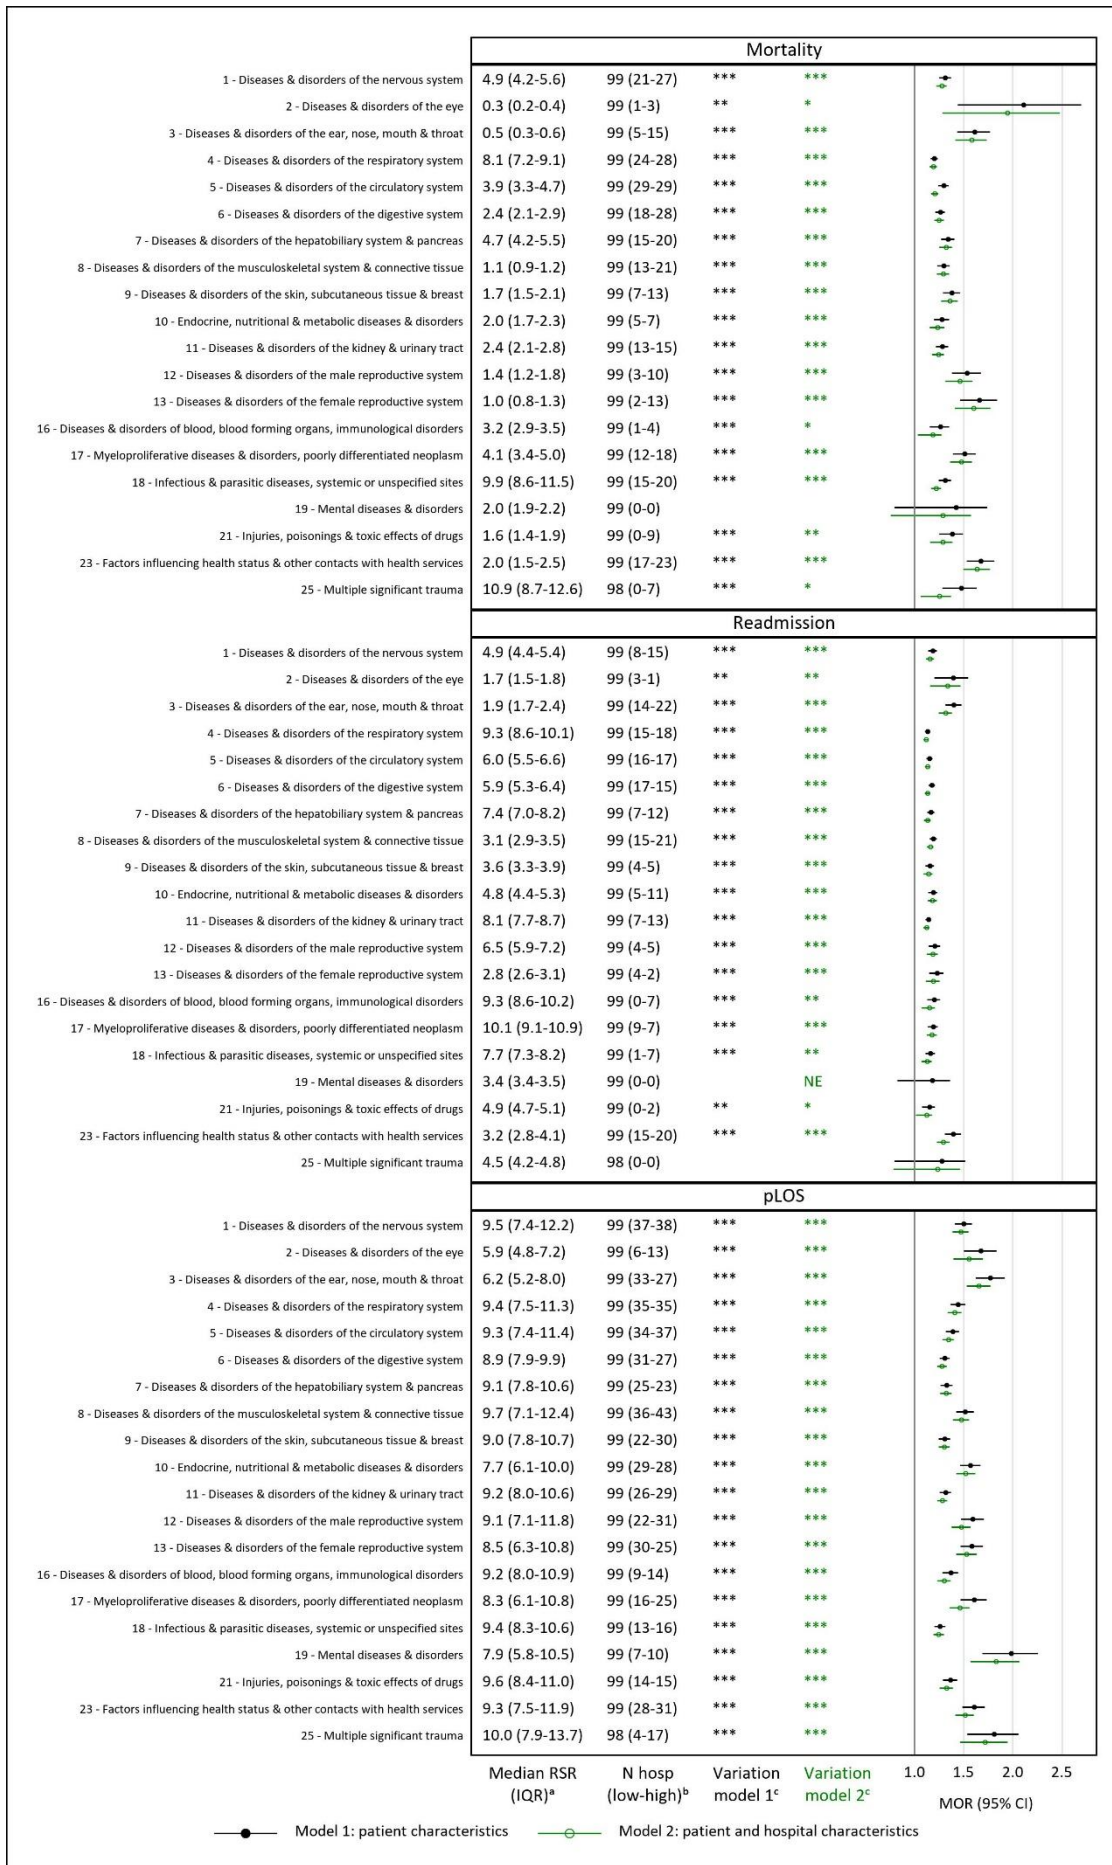 Mortality
1 - Diseases & disorders of the nervous system 4.9 (4.2-5.6) 99 (21-27) *** ***
2 - Diseases & disorders of the eye 0.3 (0.2-0.4) 99 (1-3) ** *
3 - Diseases & disorders of the ear, nose, mouth & throat 0.5 (0.3-0.6) 99 (5-15) *** ***
4 - Diseases & disorders of the respiratory system 8.1 (7.2-9.1) 99 (24-28) *** ***
5 - Diseases & disorders of the circulatory system 3.9 (3.3-4.7) 99 (29-29) *** ***
6 - Diseases & disorders of the digestive system 2.4 (2.1-2.9) 99 (18-28) *** ***
7 - Diseases & disorders of the hepatobiliary system & pancreas 4.7 (4.2-5.5) 99 (15-20) *** ***
8 - Diseases & disorders of the musculoskeletal system & connective tissue 1.1 (0.9-1.2) 99 (13-21) *** ***
9 - Diseases & disorders of the skin, subcutaneous tissue & breast 1.7 (1.5-2.1) 99 (7-13) *** ***
10 - Endocrine, nutritional & metabolic diseases & disorders 2.0 (1.7-2.3) 99 (5-7) *** ***
11 - Diseases & disorders of the kidney & urinary tract 2.4 (2.1-2.8) 99 (13-15) *** ***
12 - Diseases & disorders of the male reproductive system 1.4 (1.2-1.8) 99 (3-10) *** ***
13 - Diseases & disorders of the female reproductive system 1.0 (0.8-1.3) 99 (2-13) *** ***
16 - Diseases & disorders of blood, blood forming organs, immunological disorders 3.2 (2.9-3.5) 99 (1-4) *** *
17 - Myeloproliferative diseases & disorders, poorly differentiated neoplasm 4.1 (3.4-5.0) 99 (12-18) *** ***
18 - Infectious & parasitic diseases, systemic or unspecified sites 9.9 (8.6-11.5) 99 (15-20) *** ***
19 - Mental diseases & disorders 2.0 (1.9-2.2) 99 (0-0)
21 - Injuries, poisonings & toxic effects of drugs 1.6 (1.4-1.9) 99 (0-9) *** **
23 - Factors influencing health status & other contacts with health services 2.0 (1.5-2.5) 99 (17-23) *** ***
25 - Multiple significant trauma 10.9 (8.7-12.6) 98 (0-7) *** *
Readmission
1 - Diseases & disorders of the nervous system 4.9 (4.4-5.4) 99 (8-15) *** ***
2 - Diseases & disorders of the eye 1.7 (1.5-1.8) 99 (3-1) ** **
3 - Diseases & disorders of the ear, nose, mouth & throat 1.9 (1.7-2.4) 99 (14-22) *** ***
4 - Diseases & disorders of the respiratory system 9.3 (8.6-10.1) 99 (15-18) *** ***
5 - Diseases & disorders of the circulatory system 6.0 (5.5-6.6) 99 (16-17) *** ***
6 - Diseases & disorders of the digestive system 5.9 (5.3-6.4) 99 (17-15) *** ***
7 - Diseases & disorders of the hepatobiliary system & pancreas 7.4 (7.0-8.2) 99 (7-12) *** ***
8 - Diseases & disorders of the musculoskeletal system & connective tissue 3.1 (2.9-3.5) 99 (15-21) *** ***
9 - Diseases & disorders of the skin, subcutaneous tissue & breast 3.6 (3.3-3.9) 99 (4-5) *** ***
10 - Endocrine, nutritional & metabolic diseases & disorders 4.8 (4.4-5.3) 99 (5-11) *** ***
11 - Diseases & disorders of the kidney & urinary tract 8.1 (7.7-8.7) 99 (7-13) *** ***
12 - Diseases & disorders of the male reproductive system 6.5 (5.9-7.2) 99 (4-5) *** ***
13 - Diseases & disorders of the female reproductive system 2.8 (2.6-3.1) 99 (4-2) *** ***
16 - Diseases & disorders of blood, blood forming organs, immunological disorders 9.3 (8.6-10.2) 99 (0-7) *** **
17 - Myeloproliferative diseases & disorders, poorly differentiated neoplasm 10.1 (9.1-10.9) 99 (9-7) *** ***
18 - Infectious & parasitic diseases, systemic or unspecified sites 7.7 (7.3-8.2) 99 (1-7) *** **
19 - Mental diseases & disorders 3.4 (3.4-3.5) 99 (0-0) NE
21 - Injuries, poisonings & toxic effects of drugs 4.9 (4.7-5.1) 99 (0-2) ** *
23 - Factors influencing health status & other contacts with health services 3.2 (2.8-4.1) 99 (15-20) *** ***
25 - Multiple significant trauma 4.5 (4.2-4.8) 98 (0-0)
pLOS
1 - Diseases & disorders of the nervous system 9.5 (7.4-12.2) 99 (37-38) *** ***
2 - Diseases & disorders of the eye 5.9 (4.8-7.2) 99 (6-13) *** ***
3 - Diseases & disorders of the ear, nose, mouth & throat 6.2 (5.2-8.0) 99 (33-27) *** ***
4 - Diseases & disorders of the respiratory system 9.4 (7.5-11.3) 99 (35-35) *** ***
5 - Diseases & disorders of the circulatory system 9.3 (7.4-11.4) 99 (34-37) *** ***
6 - Diseases & disorders of the digestive system 8.9 (7.9-9.9) 99 (31-27) *** ***
7 - Diseases & disorders of the hepatobiliary system & pancreas 9.1 (7.8-10.6) 99 (25-23) *** ***
8 - Diseases & disorders of the musculoskeletal system & connective tissue 9.7 (7.1-12.4) 99 (36-43) *** ***
9 - Diseases & disorders of the skin, subcutaneous tissue & breast 9.0 (7.8-10.7) 99 (22-30) *** ***
10 - Endocrine, nutritional & metabolic diseases & disorders 7.7 (6.1-10.0) 99 (29-28) *** ***
11 - Diseases & disorders of the kidney & urinary tract 9.2 (8.0-10.6) 99 (26-29) *** ***
12 - Diseases & disorders of the male reproductive system 9.1 (7.1-11.8) 99 (22-31) *** ***
13 - Diseases & disorders of the female reproductive system 8.5 (6.3-10.8) 99 (30-25) *** ***
16 - Diseases & disorders of blood, blood forming organs, immunological disorders 9.2 (8.0-10.9) 99 (9-14) *** ***
17 - Myeloproliferative diseases & disorders, poorly differentiated neoplasm 8.3 (6.1-10.8) 99 (16-25) *** ***
18 - Infectious & parasitic diseases, systemic or unspecified sites 9.4 (8.3-10.6) 99 (13-16) *** ***
19 - Mental diseases & disorders 7.9 (5.8-10.5) 99 (7-10) *** ***
21 - Injuries, poisonings & toxic effects of drugs 9.6 (8.4-11.0) 99 (14-15) *** ***
23 - Factors influencing health status & other contacts with health services 9.3 (7.5-11.9) 99 (28-31) *** ***
25 - Multiple significant trauma 10.0 (7.9-13.7) 98 (4-17) *** ***
Median RSR N hosp Variation Variation 1.0 1.5 2.0 2.5
(IQR)ᵃ (low-high)ᵇ model 1ᶜ model 2ᶜ MOR (95% CI)
Model 1: patient characteristics Model 2: patient and hospital characteristics